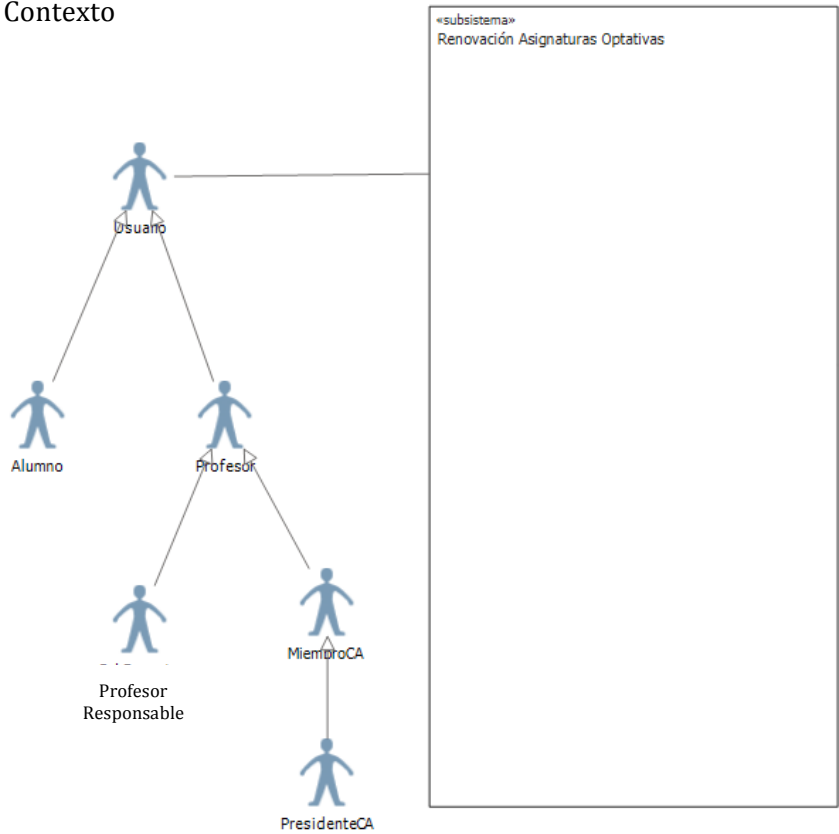 Contexto
«subsistema»
Renovación Asignaturas Optativas
Usuario
Alumno
Profesor
MiembroCA
Profesor
Responsable
PresidenteCA